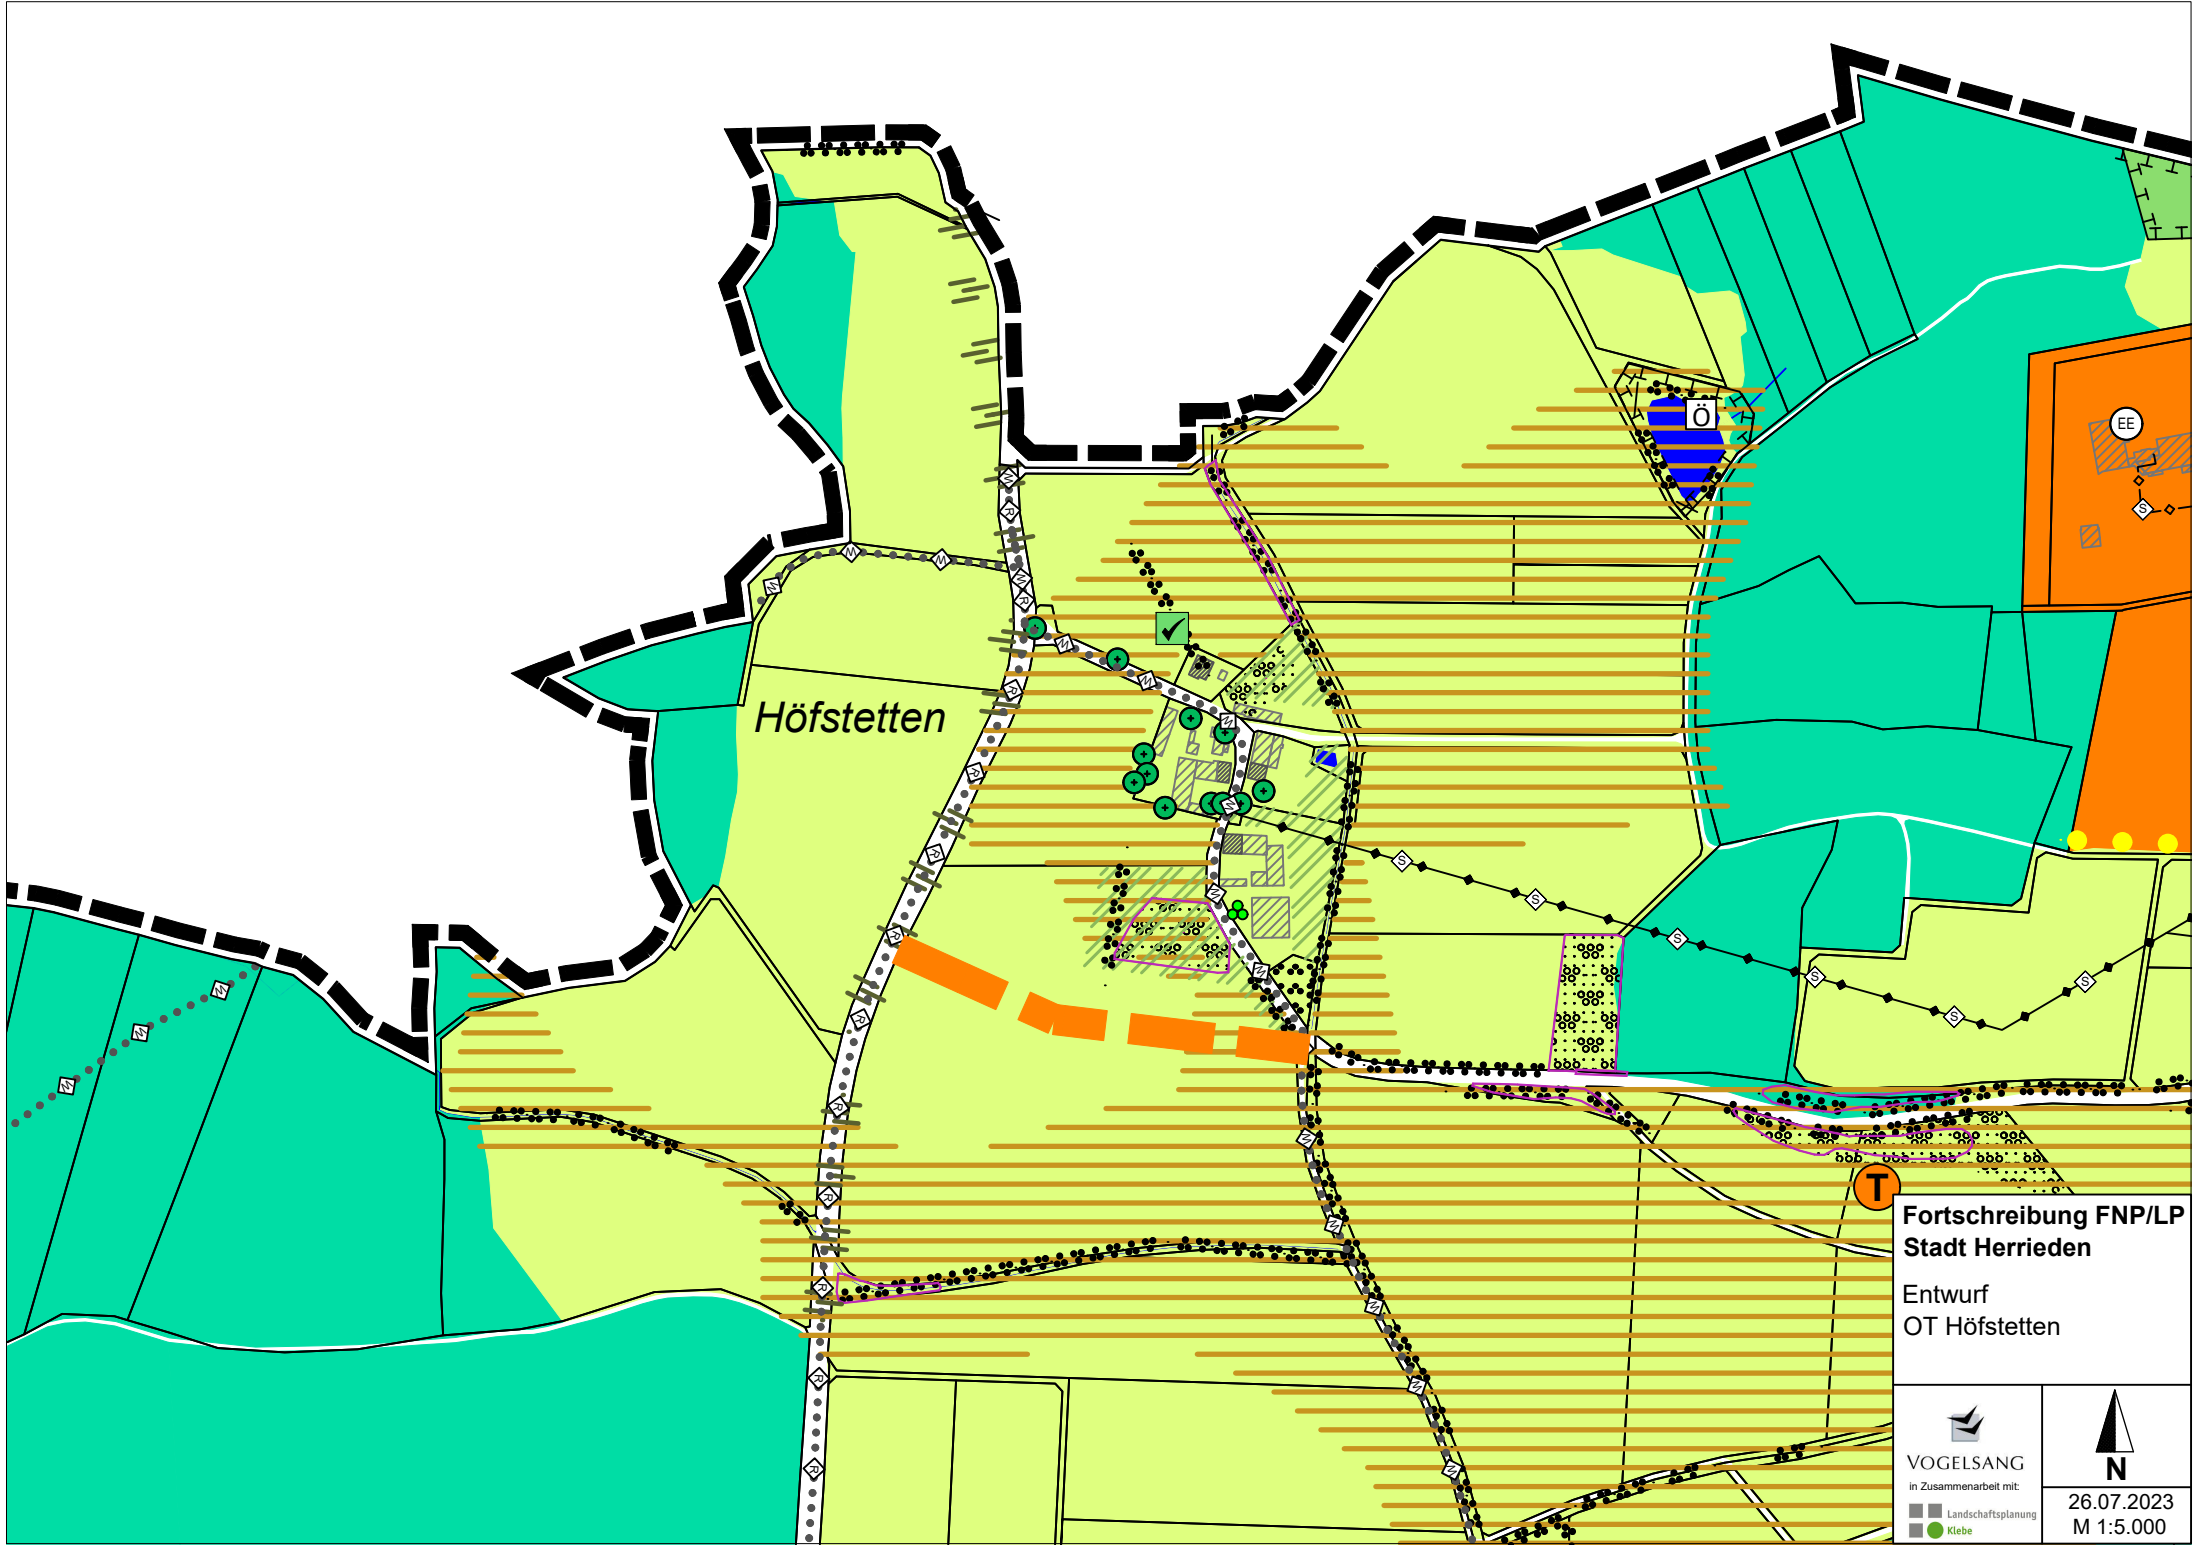 Ö
EE
S
W
W
W
R
W
W
R
W
W
R
Höfstetten
W
R
W
R
S
W
S
R
S
W
W
S
S
R
S
W
W
R
W
T
R
W
R
W
R
W
R
W
Fortschreibung FNP/LP
Stadt Herrieden
Entwurf
OT Höfstetten
VOGELSANG
in Zusammenarbeit mit:
Landschaftsplanung
Klebe
N
26.07.2023
M 1:5.000